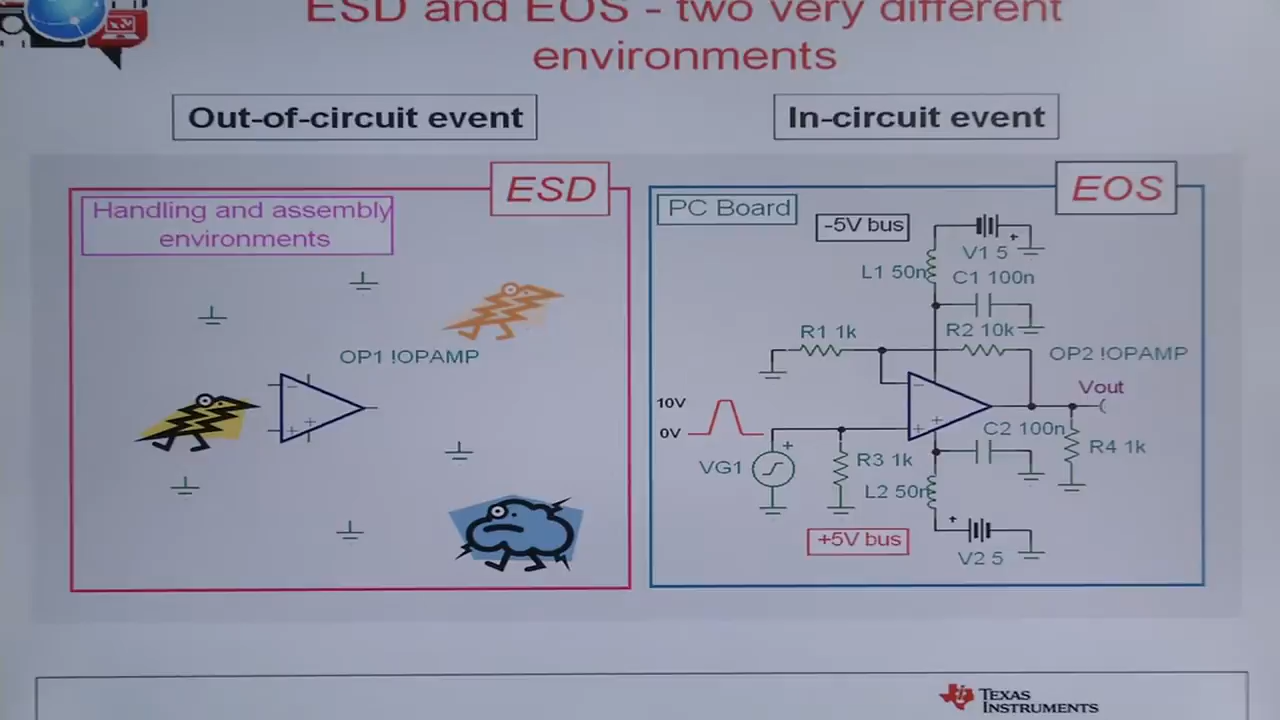 ESD and EOS - two very different
environments
Out-of-circuit event
In-circuit event
ESD
Handling and assembly
environments
OP1 !OPAMP
EOS
PC Board
-5V bus
V1 5
L1 50n
C1 100n
R1 1k
R2 10k
OP2 !OPAMP
Vout
10V
0V
C2 100n
VG1
R3 1k
R4 1k
L2 50n
+5V bus
V2 5
TEXAS
INSTRUMENTS